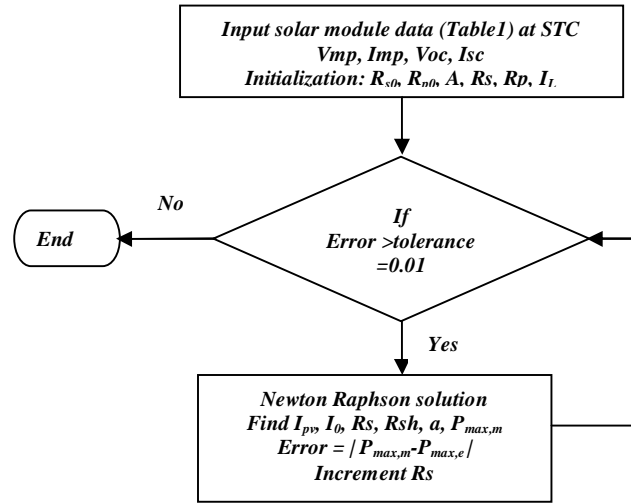 Input solar module data (Table1) at STC
Vmp, Imp, Voc, Isc
Initialization: Rs0, Rp0, A, Rs, Rp, IL
No
If
Error >tolerance
=0.01
End
Yes
Newton Raphson solution
Find Ipv, I0, Rs, Rsh, a, Pmax,m
Error = | Pmax,m-Pmax,e|
Increment Rs